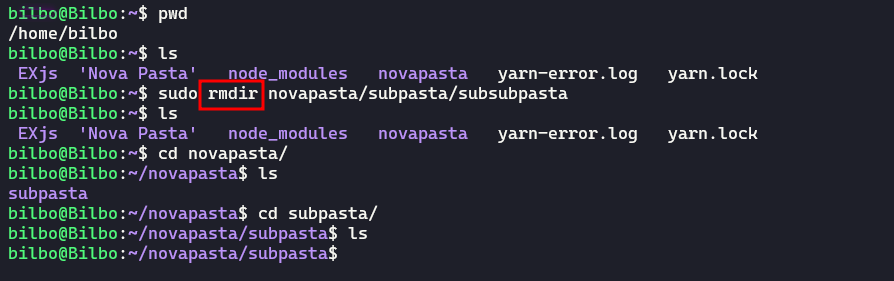 bilbo@Bilbo:~$ pwd
/home/bilbo
bilbo@Bilbo:~$ ls
EXjs  'Nova Pasta'   node_modules   novapasta   yarn-error.log   yarn.lock
bilbo@Bilbo:~$ sudo rmdir novapasta/subpasta/subsubpasta
bilbo@Bilbo:~$ ls
EXjs  'Nova Pasta'   node_modules   novapasta   yarn-error.log   yarn.lock
bilbo@Bilbo:~$ cd novapasta/
bilbo@Bilbo:~/novapasta$ ls
subpasta
bilbo@Bilbo:~/novapasta$ cd subpasta/
bilbo@Bilbo:~/novapasta/subpasta$ ls
bilbo@Bilbo:~/novapasta/subpasta$